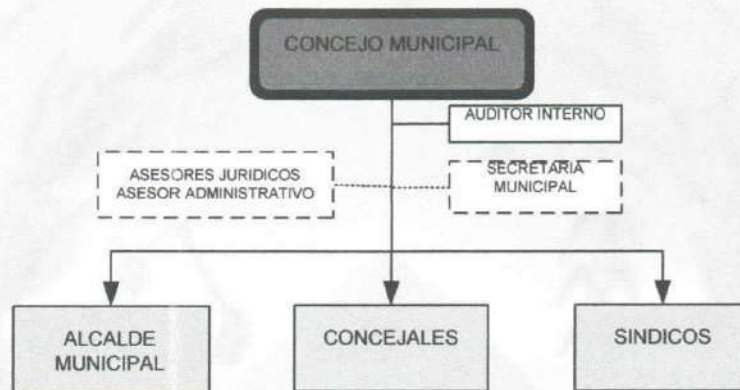 CONCEJO MUNICIPAL
AUDITOR INTERNO
ASESORES JURIDICOS
ASESOR ADMINISTRATIVO
SECRETARIA
MUNICIPAL
ALCALDE
MUNICIPAL
CONCEJALES
SINDICOS